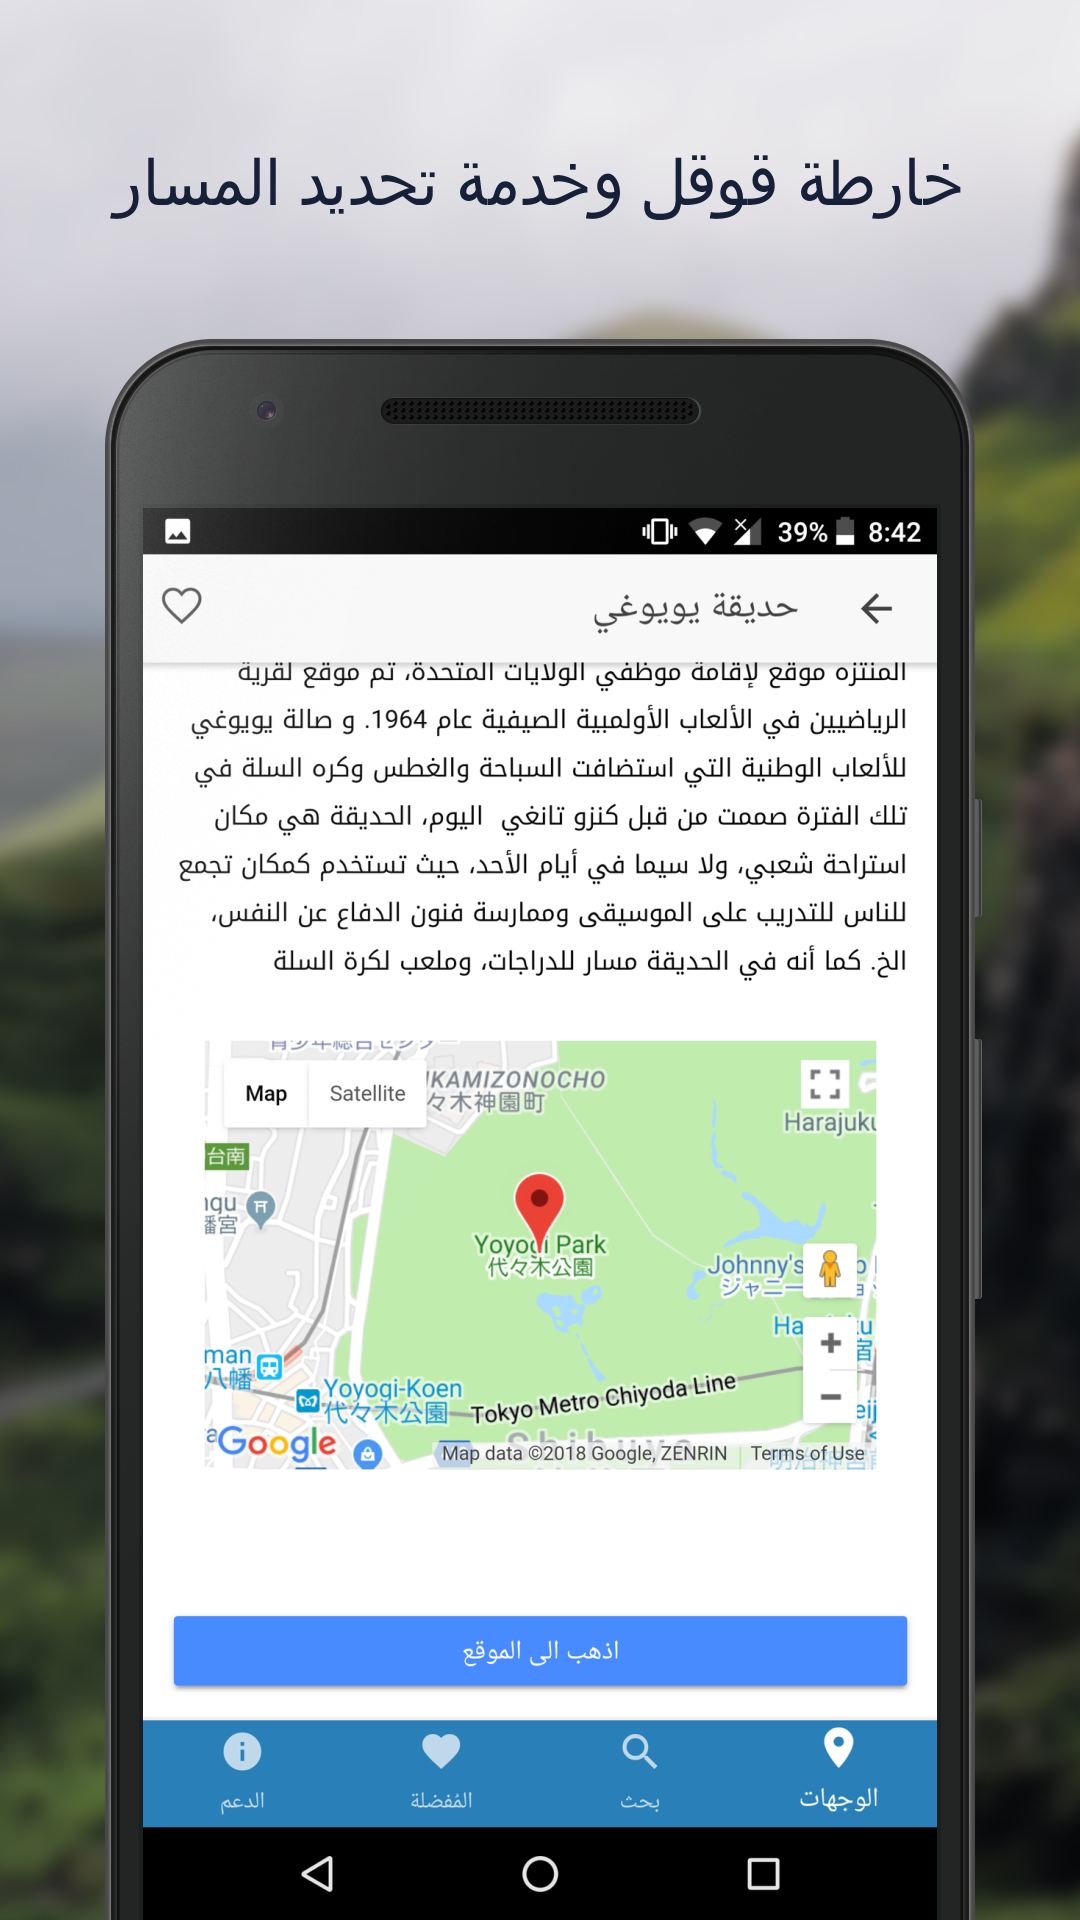 خارطة قوقل وخدمة تحديد المسار
39% 8:42
حديقة يويوغي
المنتزه موقع لإقامة موظفي الولايات المتحدة، ثم موقع لقرية
الرياضيين في الألعاب الأولمبية الصيفية عام 1964. و صالة يويوغي
للألعاب الوطنية التي استضافت السباحة والغطس وكره السلة في
تلك الفترة صممت من قبل كنزو تانغي اليوم، الحديقة هي مكان
استراحة شعبي، ولا سيما في أيام الأحد، حيث تستخدم كمكان تجمع
للناس للتدريب على الموسيقى وممارسة فنون الدفاع عن النفس،
الخ. كما أنه في الحديقة مسار للدراجات، وملعب لكرة السلة
Map Satellite
KAMIZONOCHO
々木神園町
Harajuku
台南
幡宮
Yoyogi Park
代々木公園
Johnny's
ジャニー
man
八幡
Yoyogi-Koen
代々木公園
Tokyo Metro Chiyoda Line
Shibuya
Google
Map data ©2018 Google, ZENRIN Terms of Use
اذهب الى الموقع
الوجهات
بحث
المُفضلة
الدعم